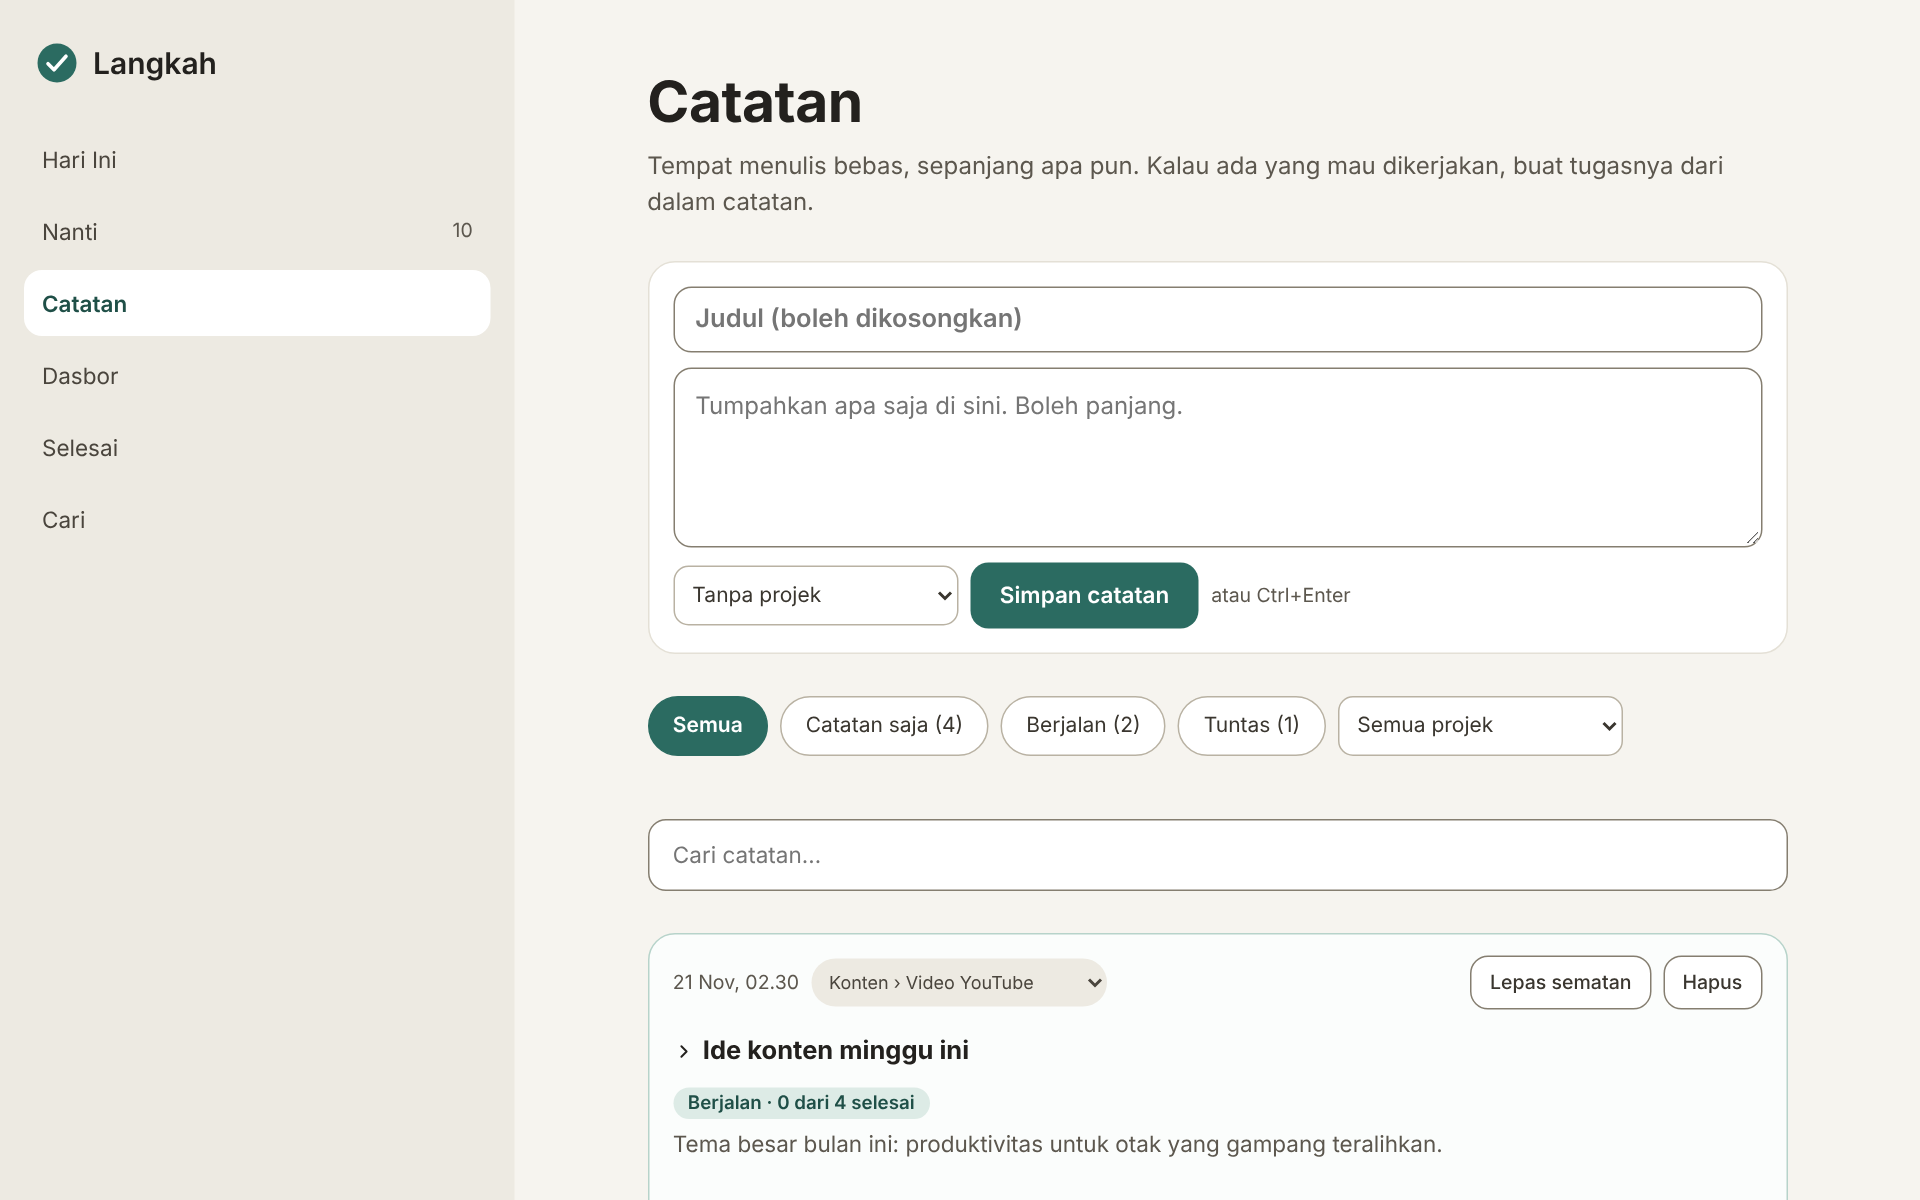 Langkah
Hari Ini
Nanti 10
Catatan
Dasbor
Selesai
Cari
Catatan
Tempat menulis bebas, sepanjang apa pun. Kalau ada yang mau dikerjakan, buat tugasnya dari
dalam catatan.
Judul (boleh dikosongkan)
Tumpahkan apa saja di sini. Boleh panjang.
Tanpa projek Simpan catatan atau Ctrl+Enter
Semua Catatan saja (4) Berjalan (2) Tuntas (1) Semua projek
Cari catatan...
21 Nov, 02.30 Konten › Video YouTube Lepas sematan Hapus
Ide konten minggu ini
Berjalan · 0 dari 4 selesai
Tema besar bulan ini: produktivitas untuk otak yang gampang teralihkan.